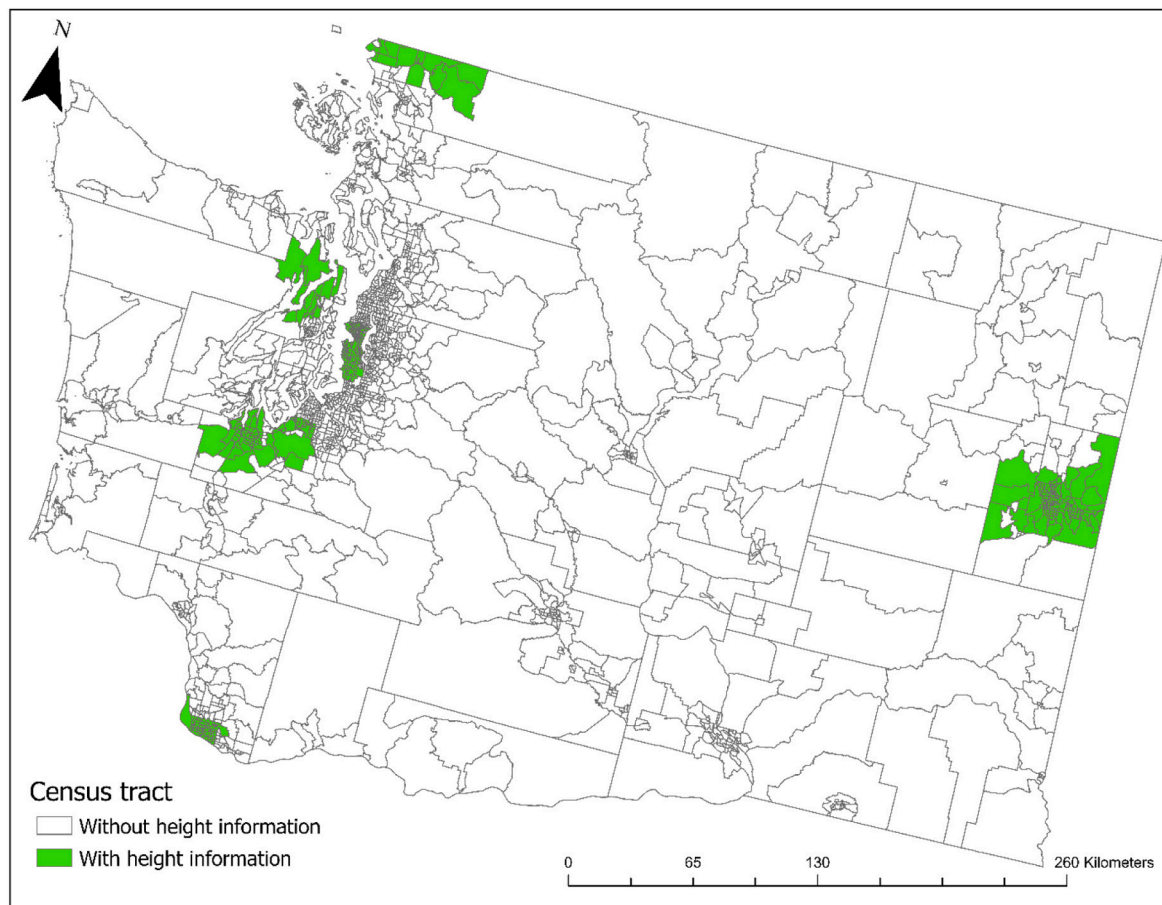 N
Census tract
Without height information
With height information
0 65 130 260 Kilometers